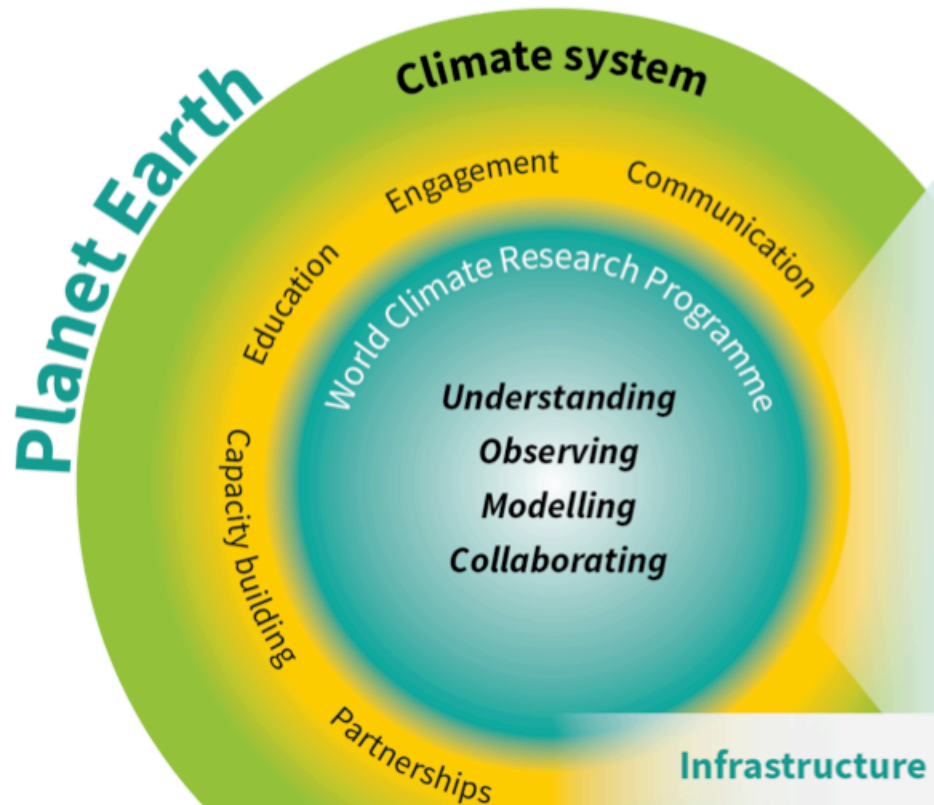 Planet Earth
Climate system
Engagement
Communication
Education
Capacity building
Partnerships
World Climate Research Programme
Understanding
Observing
Modelling
Collaborating
Infrastructure